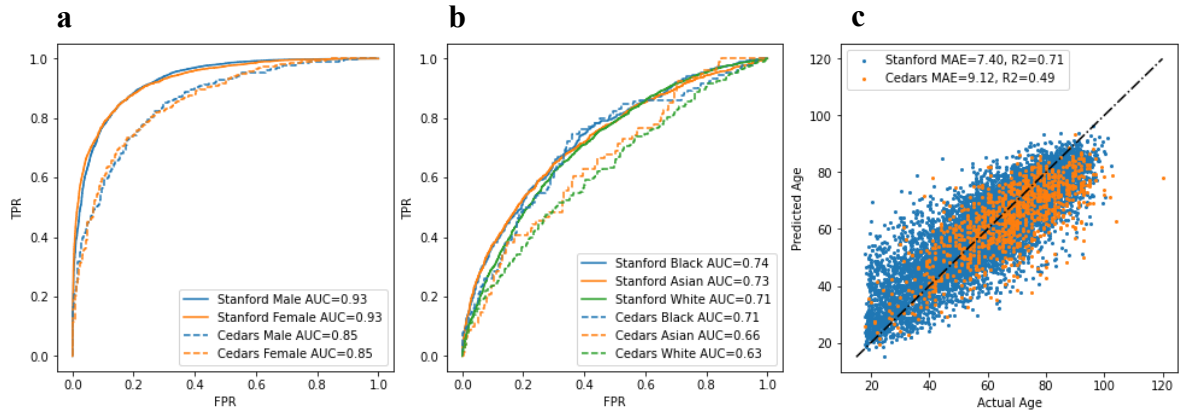 a
b
c
1.0
0.8
0.6
0.4
0.2
0.0
TPR
0.0
0.2
0.4
0.6
0.8
1.0
FPR
Stanford Male AUC=0.93
Stanford Female AUC=0.93
Cedars Male AUC=0.85
Cedars Female AUC=0.85
1.0
0.8
0.6
0.4
0.2
0.0
TPR
0.0
0.2
0.4
0.6
0.8
1.0
FPR
Stanford Black AUC=0.74
Stanford Asian AUC=0.73
Stanford White AUC=0.71
Cedars Black AUC=0.71
Cedars Asian AUC=0.66
Cedars White AUC=0.63
120
100
80
60
40
20
Predicted Age
20
40
60
80
100
120
Actual Age
Stanford MAE=7.40, R2=0.71
Cedars MAE=9.12, R2=0.49